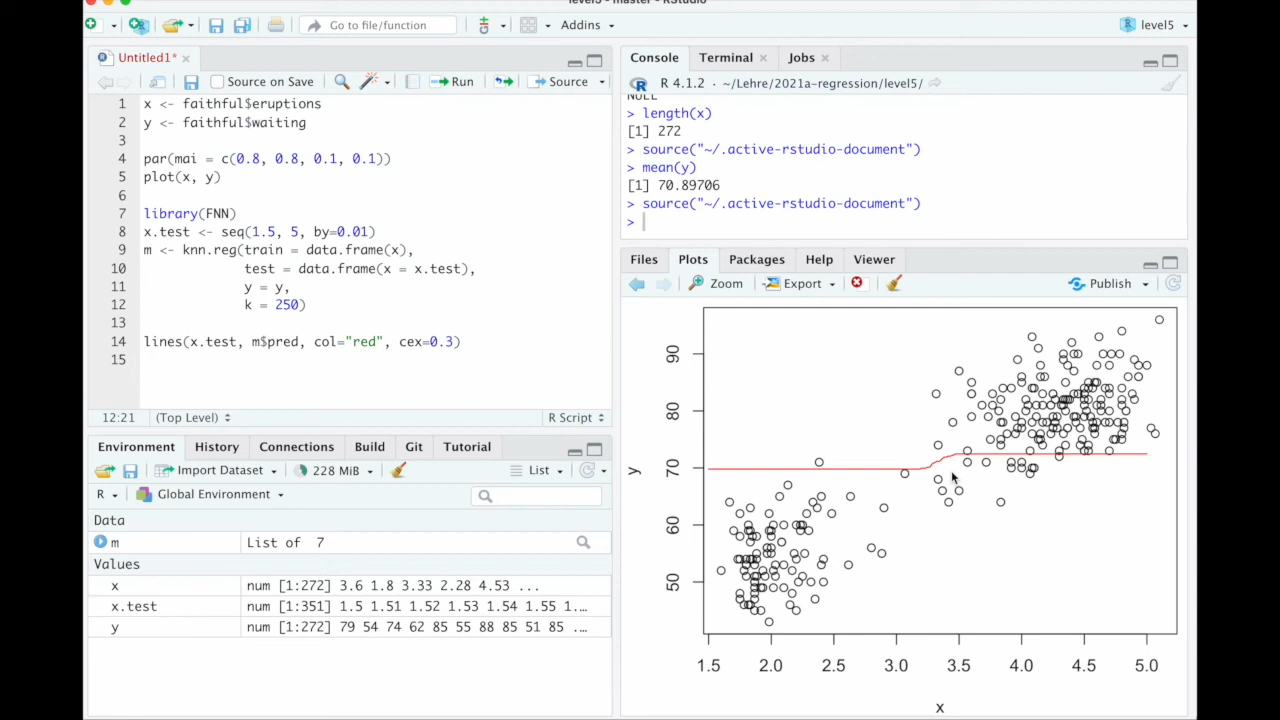 level5 - master - RStudio
Go to file/function
Addins
level5
Untitled1*
Source on Save
Run
Source
1 x <- faithful$eruptions
2 y <- faithful$waiting
3
4 par(mai = c(0.8, 0.8, 0.1, 0.1))
5 plot(x, y)
6
7 library(FNN)
8 x.test <- seq(1.5, 5, by=0.01)
9 m <- knn.reg(train = data.frame(x),
10 test = data.frame(x = x.test),
11 y = y,
12 k = 250)
13
14 lines(x.test, m$pred, col="red", cex=0.3)
15
12:21 (Top Level) R Script
Environment History Connections Build Git Tutorial
Import Dataset 228 MiB List
R Global Environment
Data
m List of 7
Values
x num [1:272] 3.6 1.8 3.33 2.28 4.53 ...
x.test num [1:351] 1.5 1.51 1.52 1.53 1.54 1.55 1.…
y num [1:272] 79 54 74 62 85 55 88 85 51 85 …
Console Terminal Jobs
R 4.1.2 · ~/Lehre/2021a-regression/level5/
NULL
> length(x)
[1] 272
> source("~/.active-rstudio-document")
> mean(y)
[1] 70.89706
> source("~/.active-rstudio-document")
>
Files Plots Packages Help Viewer
Zoom Export Publish
90
80
70
60
50
y
1.5 2.0 2.5 3.0 3.5 4.0 4.5 5.0
x